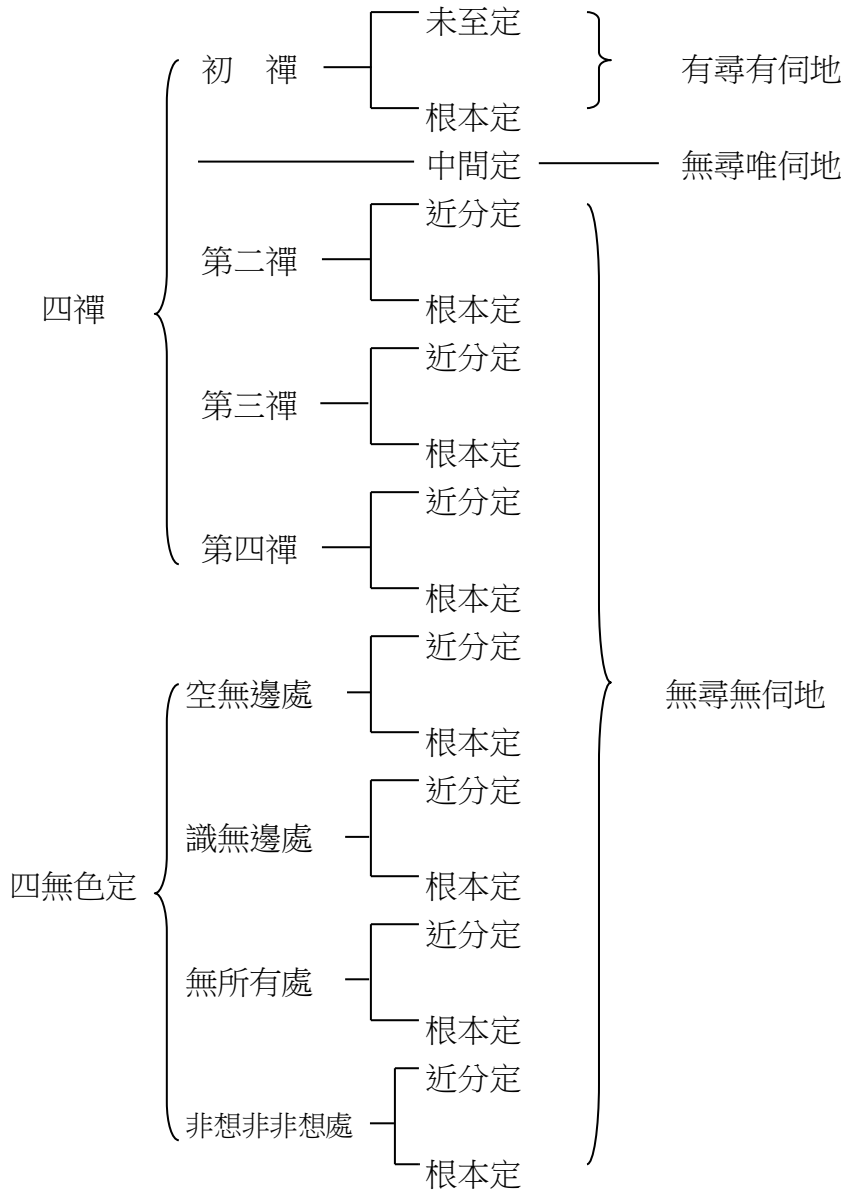 未至定
初　禪
有尋有伺地
根本定
中間定
無尋唯伺地
近分定
第二禪
四禪
根本定
近分定
第三禪
根本定
近分定
第四禪
根本定
近分定
空無邊處
無尋無伺地
根本定
近分定
識無邊處
四無色定
根本定
近分定
無所有處
根本定
近分定
非想非非想處
根本定